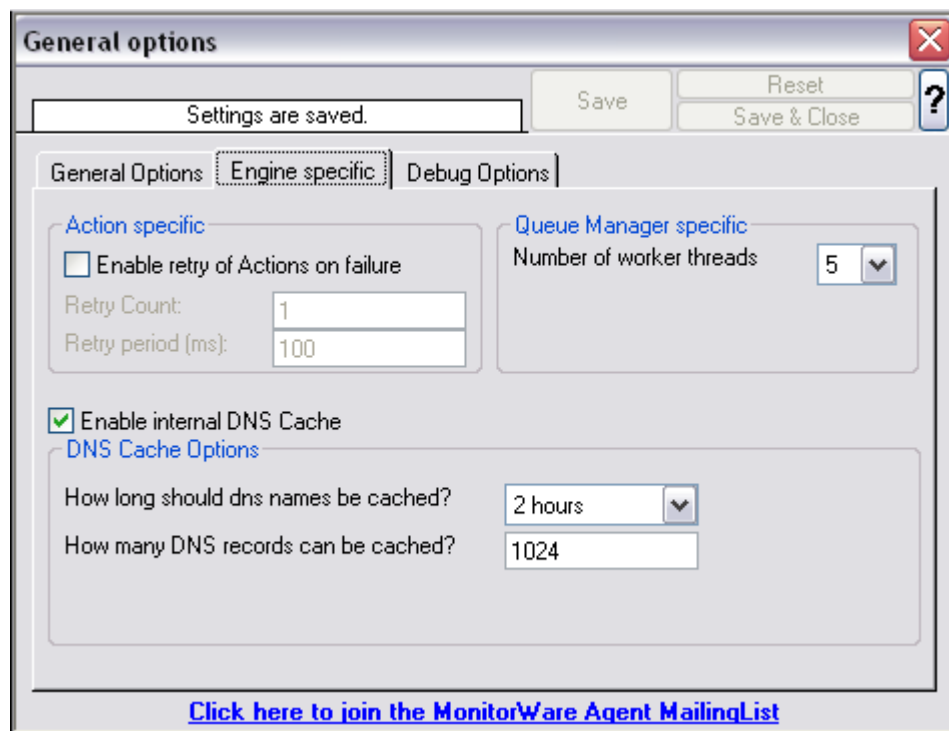 General options
Settings are saved.
Save
Reset
Save & Close
?
General Options
Engine specific
Debug Options
Action specific
Enable retry of Actions on failure
Retry Count:
1
Retry period (ms):
100
Queue Manager specific
Number of worker threads
5
Enable internal DNS Cache
DNS Cache Options
How long should dns names be cached?
2 hours
How many DNS records can be cached?
1024
Click here to join the MonitorWare Agent MailingList